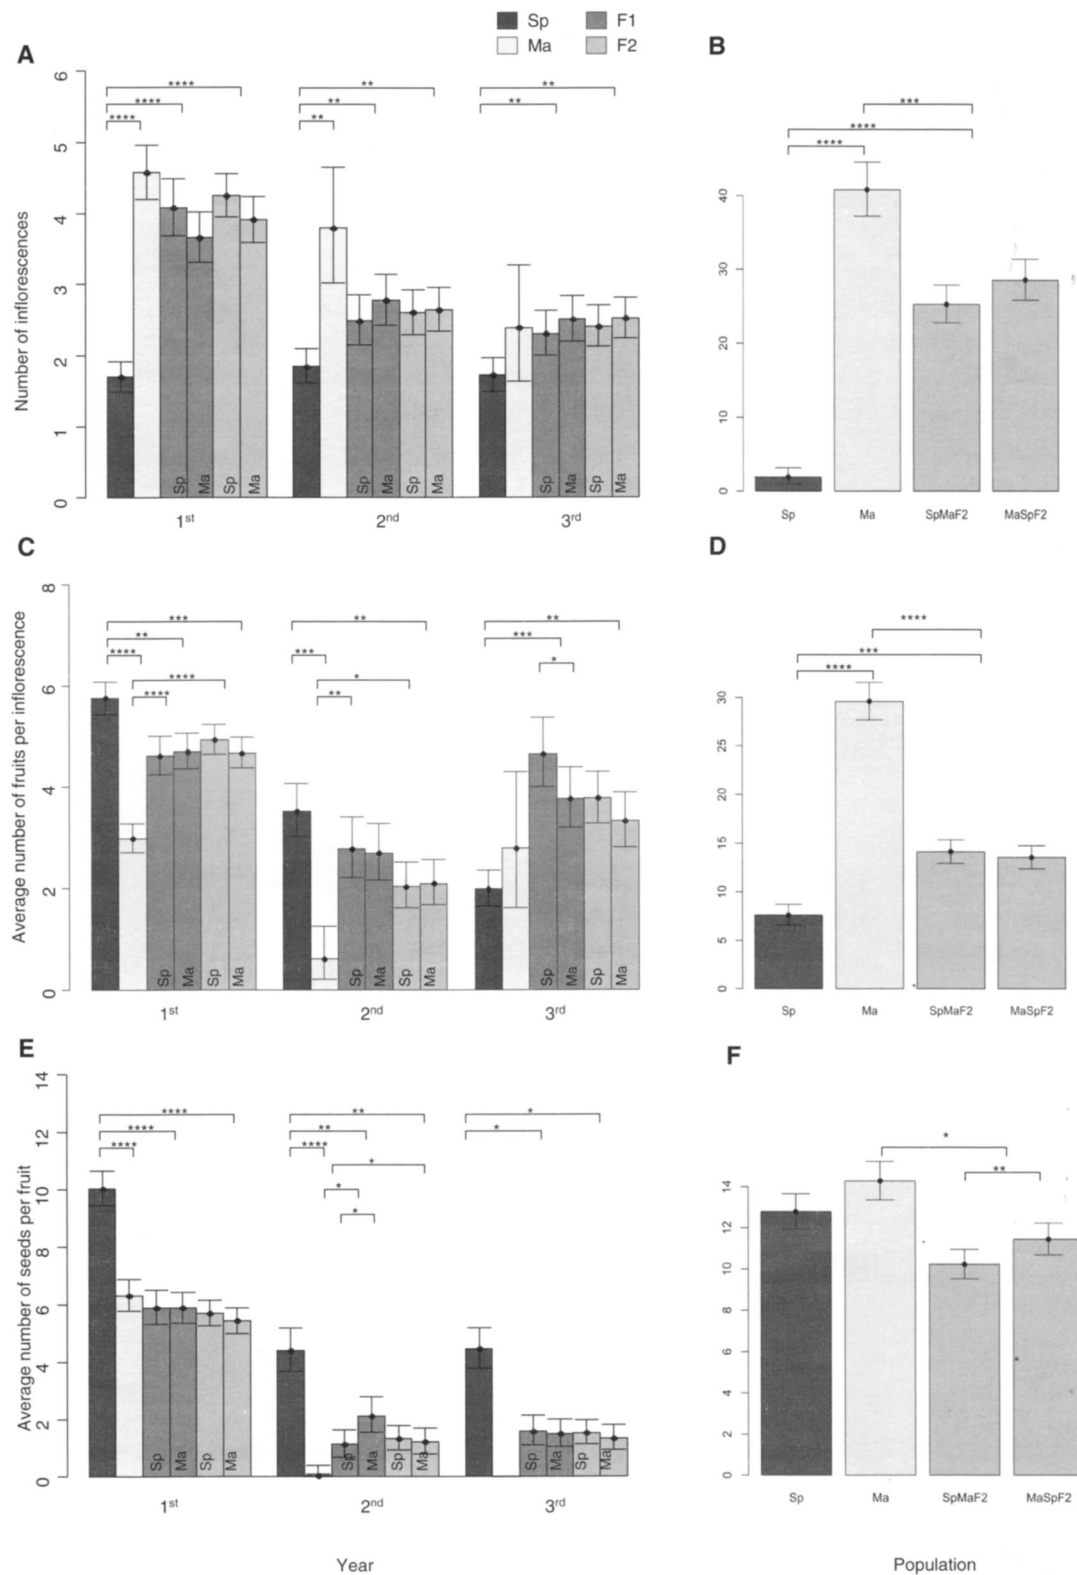 Sp F1
Ma F2
A
Number of inflorescences
6
5
4
3
2
1
0
**** **** ****
** ** **
** **
Sp Ma Sp Ma
Sp Ma Sp Ma
Sp Ma Sp Ma
1st 2nd 3rd
B
40
30
20
10
0
***
****
****
Sp Ma SpMaF2 MaSpF2
C
Average number of fruits per inflorescence
8
6
4
2
0
***
**
****
****
****
**
***
*
**
**
***
*
Sp Ma Sp Ma
Sp Ma Sp Ma
Sp Ma Sp Ma
1st 2nd 3rd
D
30
25
20
15
10
5
0
****
***
****
Sp Ma SpMaF2 MaSpF2
E
Average number of seeds per fruit
14
12
10
8
6
4
2
0
****
****
****
**
**
****
*
*
*
*
*
Sp Ma Sp Ma
Sp Ma Sp Ma
Sp Ma Sp Ma
1st 2nd 3rd
Year
F
14
12
10
8
6
4
2
0
*
**
Sp Ma SpMaF2 MaSpF2
Population